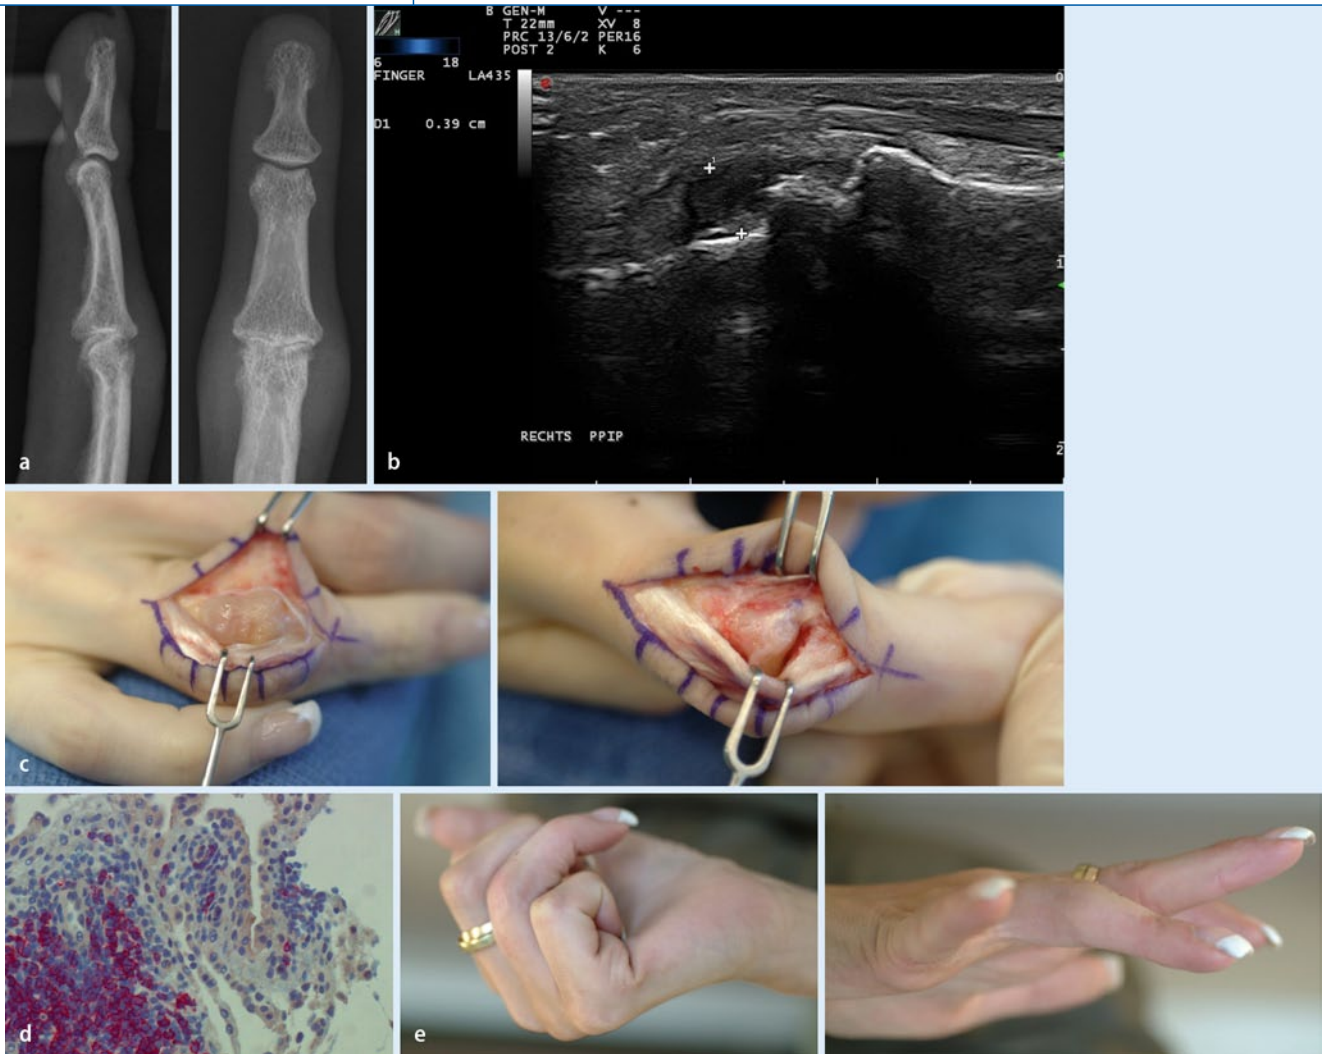 a
B GEN-M V ---
T 22mm XV 8
PRC 13/6/2 PER16
POST 2 K 6
6 18
FINGER LA435
D1 0.39 cm
0
1
1
2
RECHTS PPIP
b
c
d
e